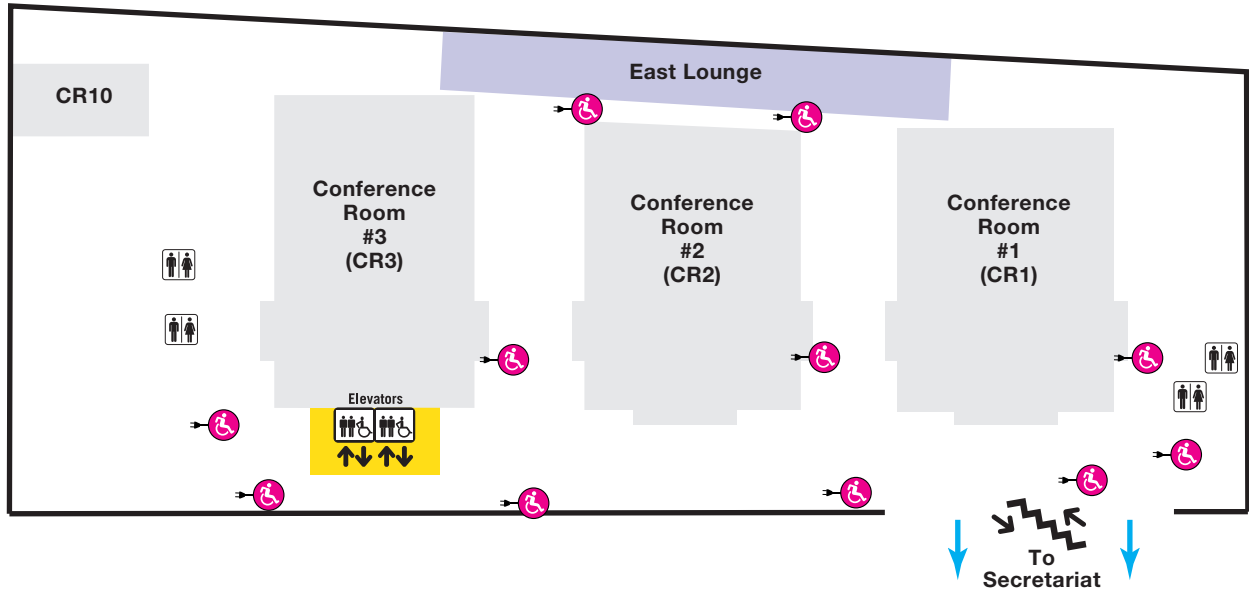 East Lounge
CR10
Conference
Room
#3
(CR3)
Conference
Room
#2
(CR2)
Conference
Room
#1
(CR1)
Elevators
To
Secretariat